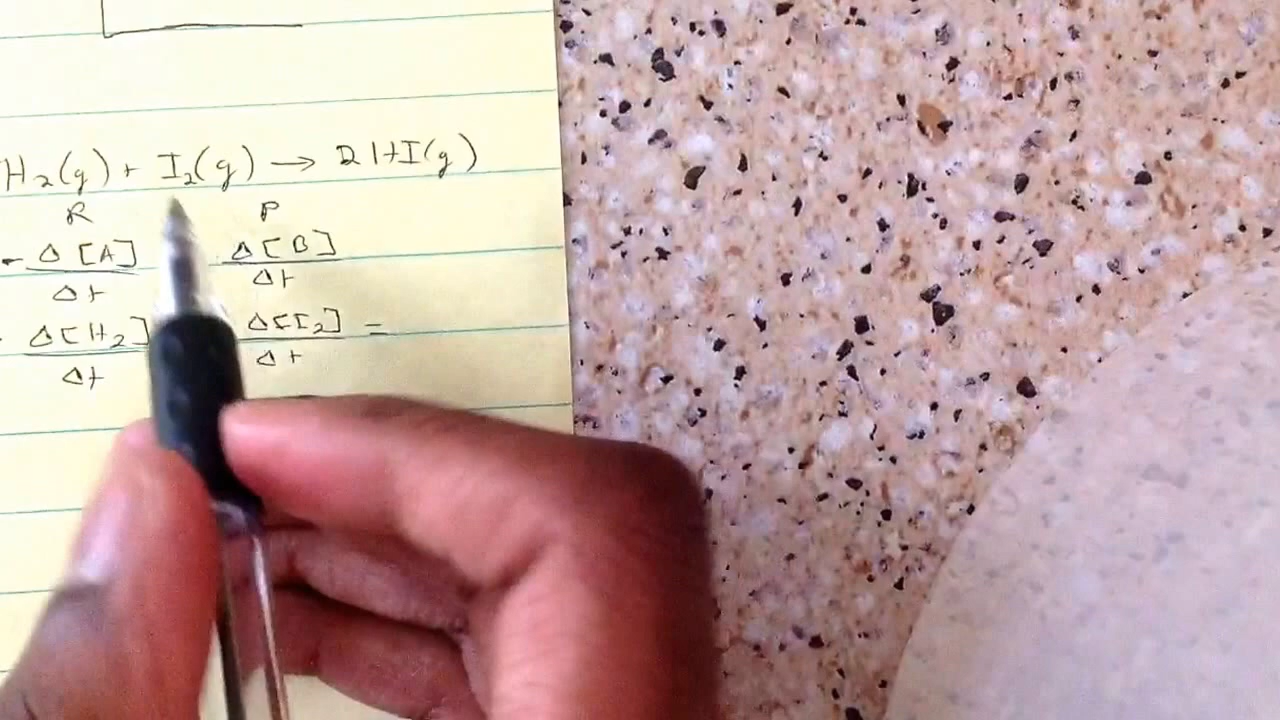 H₂(g) + I₂(g) → 2HI(g)
R P
- Δ[A]/Δt Δ[B]/Δt
- Δ[H₂]/Δt Δ[I₂]/Δt =